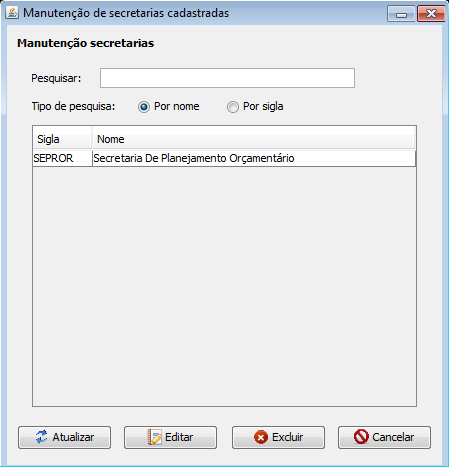 Manutenção de secretarias cadastradas
Manutenção secretarias
Pesquisar:
Tipo de pesquisa: Por nome Por sigla
Sigla Nome
SEPROR Secretaria De Planejamento Orçamentário
Atualizar Editar Excluir Cancelar